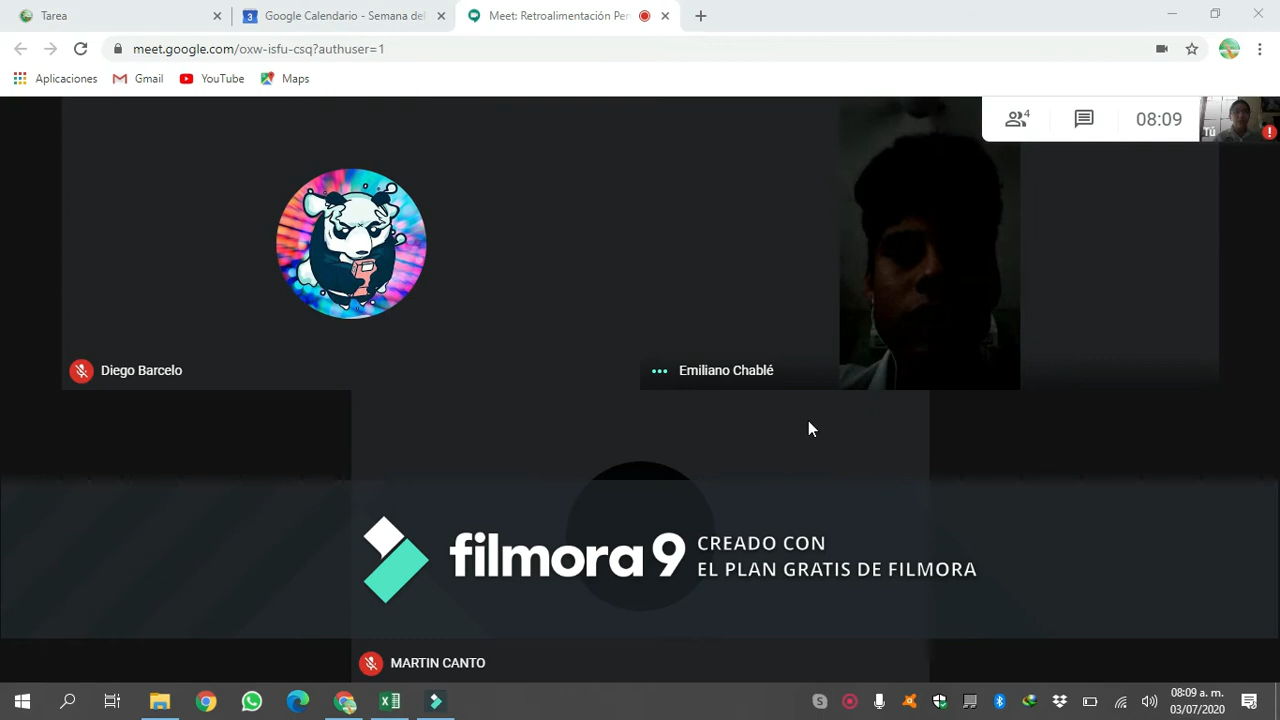 Tarea
Google Calendario - Semana del
Meet: Retroalimentación Per
meet.google.com/oxw-isfu-csq?authuser=1
Aplicaciones
Gmail
YouTube
Maps
4
08:09
Tú
Diego Barcelo
Emiliano Chablé
filmora 9
CREADO CON
EL PLAN GRATIS DE FILMORA
MARTIN CANTO
08:09 a. m.
03/07/2020